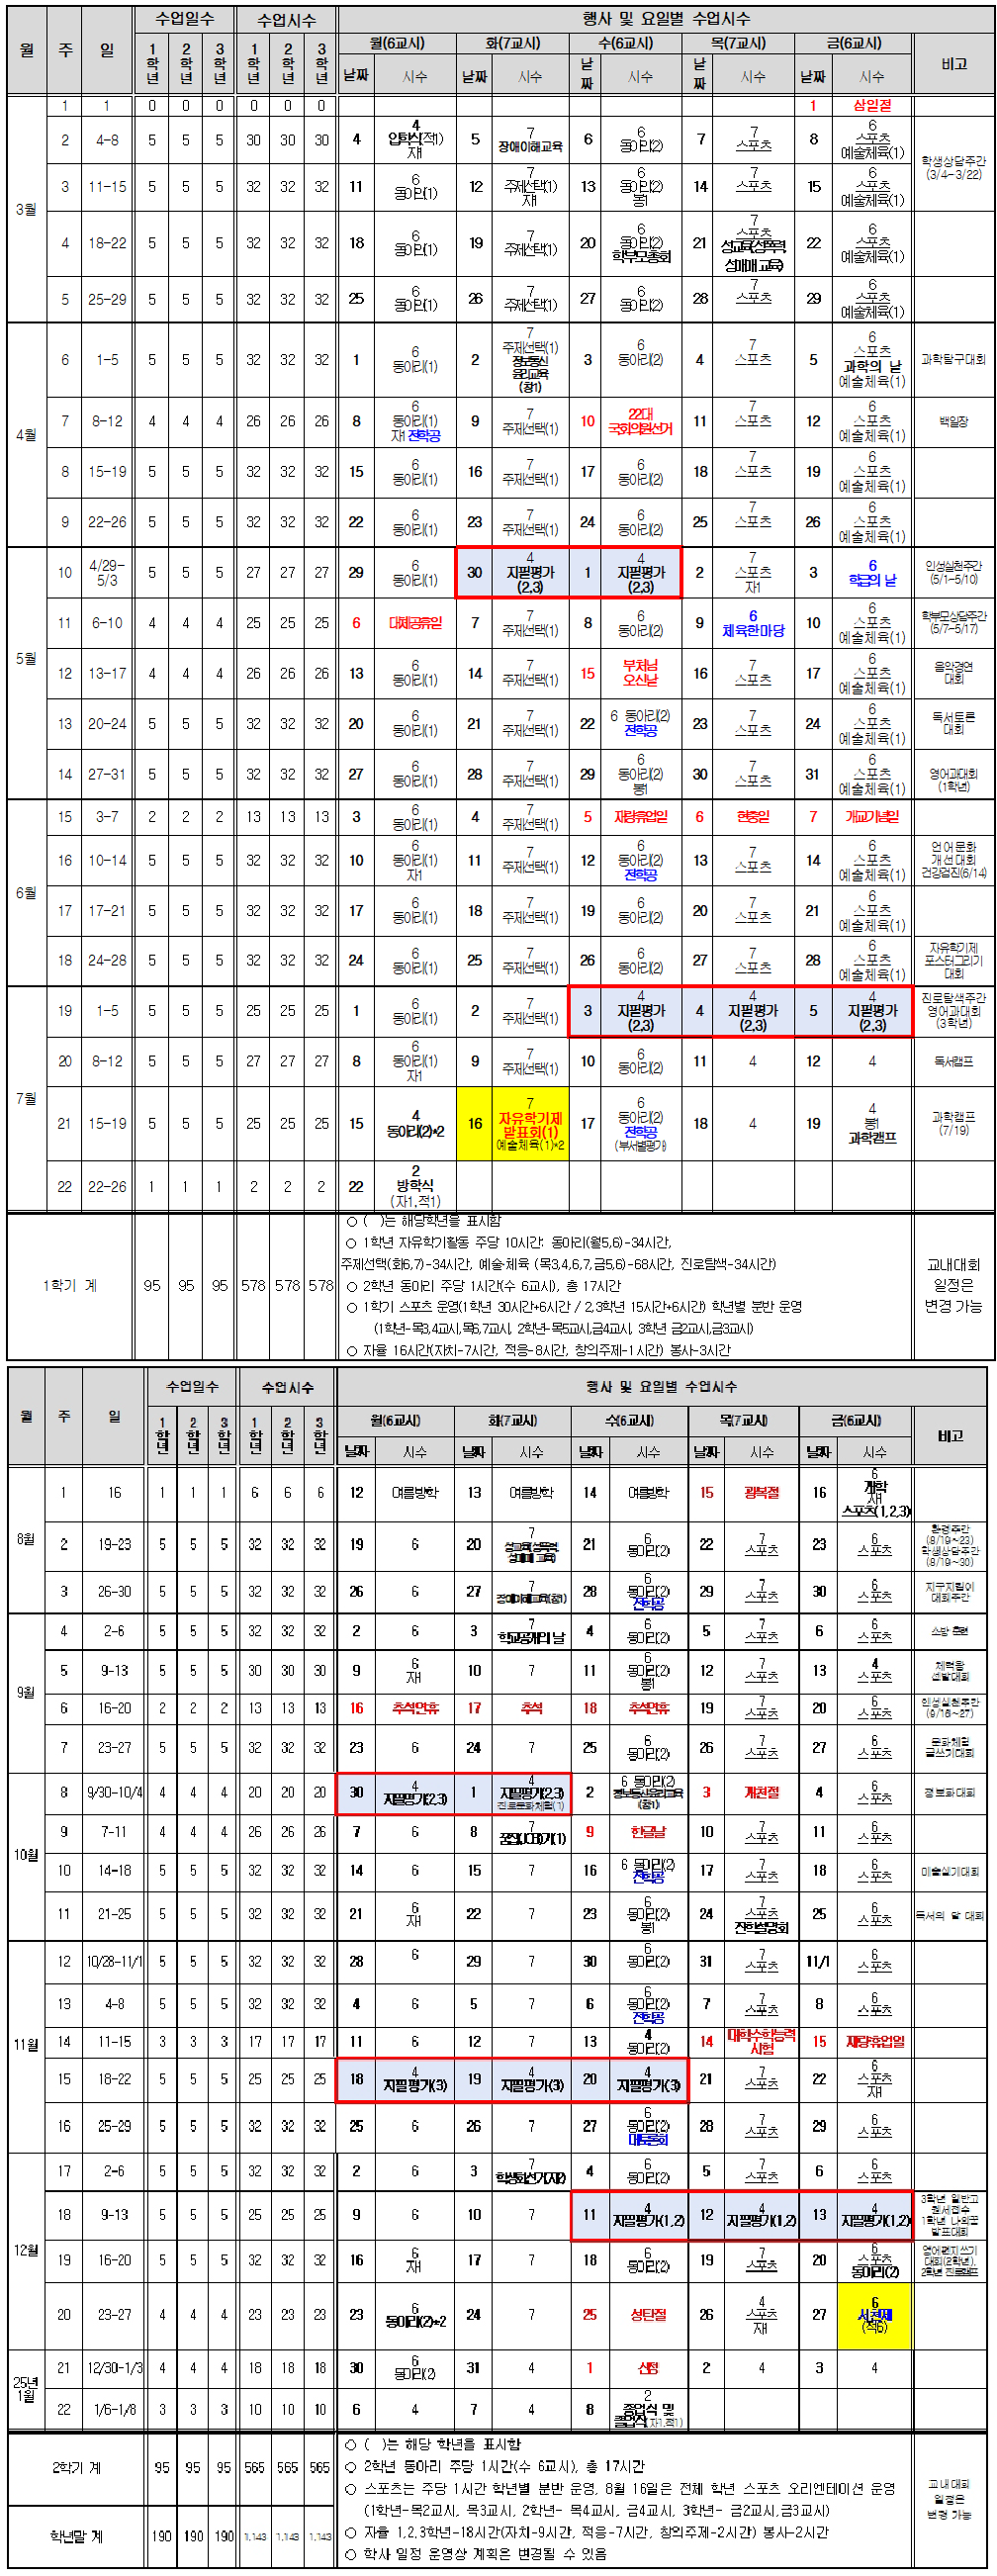 월 주 일 수업일수 수업시수 행사 및 요일별 수업시수
1학년 2학년 3학년 1학년 2학년 3학년 월(6교시) 화(7교시) 수(6교시) 목(7교시) 금(6교시) 비고
날짜 시수 날짜 시수 날짜 시수 날짜 시수 날짜 시수
3월 1 1 0 0 0 0 0 0 1 삼일절
2 4-8 5 5 5 30 30 30 4 4 입학식(적1) 자1 5 7 장애이해교육 6 6 동아리(2) 7 7 스포츠 8 6 스포츠 예술체육(1) 학생상담주간 (3/4-3/22)
3 11-15 5 5 5 32 32 32 11 6 동아리(1) 12 7 주제선택(1) 자1 13 6 동아리(2) 봉1 14 7 스포츠 15 6 스포츠 예술체육(1)
4 18-22 5 5 5 32 32 32 18 6 동아리(1) 19 7 주제선택(1) 20 6 동아리(2) 학부모총회 21 7 스포츠 성교육(성폭력, 성매매 교육) 22 6 스포츠 예술체육(1)
5 25-29 5 5 5 32 32 32 25 6 동아리(1) 26 7 주제선택(1) 27 6 동아리(2) 28 7 스포츠 29 6 스포츠 예술체육(1)
4월 6 1-5 5 5 5 32 32 32 1 6 동아리(1) 2 7 주제선택(1) 정보통신 윤리교육 (창1) 3 6 동아리(2) 4 7 스포츠 5 6 스포츠 과학의 날 예술체육(1) 과학탐구대회
7 8-12 4 4 4 26 26 26 8 6 동아리(1) 자1 전학공 9 7 주제선택(1) 10 22대 국회의원선거 11 7 스포츠 12 6 스포츠 예술체육(1) 백일장
8 15-19 5 5 5 32 32 32 15 6 동아리(1) 16 7 주제선택(1) 17 6 동아리(2) 18 7 스포츠 19 6 스포츠 예술체육(1)
9 22-26 5 5 5 32 32 32 22 6 동아리(1) 23 7 주제선택(1) 24 6 동아리(2) 25 7 스포츠 26 6 스포츠 예술체육(1)
5월 10 4/29-5/3 5 5 5 27 27 27 29 6 동아리(1) 30 4 지필평가 (2,3) 1 4 지필평가 (2,3) 2 7 스포츠 자1 3 6 학급의 날 인성실천주간 (5/1-5/10)
11 6-10 4 4 4 25 25 25 6 대체공휴일 7 7 주제선택(1) 8 6 동아리(2) 9 6 체육한마당 10 6 스포츠 예술체육(1) 학부모상담주간 (5/7-5/17)
12 13-17 4 4 4 26 26 26 13 6 동아리(1) 14 7 주제선택(1) 15 부처님 오신날 16 7 스포츠 17 6 스포츠 예술체육(1) 음악경연 대회
13 20-24 5 5 5 32 32 32 20 6 동아리(1) 21 7 주제선택(1) 22 6 동아리(2) 전학공 23 7 스포츠 24 6 스포츠 예술체육(1) 독서토론 대회
14 27-31 5 5 5 32 32 32 27 6 동아리(1) 28 7 주제선택(1) 29 6 동아리(2) 봉1 30 7 스포츠 31 6 스포츠 예술체육(1) 영어과대회 (1학년)
6월 15 3-7 2 2 2 13 13 13 3 6 동아리(1) 4 7 주제선택(1) 5 재량휴업일 6 현충일 7 개교기념일
16 10-14 5 5 5 32 32 32 10 6 동아리(1) 자1 11 7 주제선택(1) 12 6 동아리(2) 전학공 13 7 스포츠 14 6 스포츠 예술체육(1) 언어문화 개선대회 건강검진(6/14)
17 17-21 5 5 5 32 32 32 17 6 동아리(1) 18 7 주제선택(1) 19 6 동아리(2) 20 7 스포츠 21 6 스포츠 예술체육(1)
18 24-28 5 5 5 32 32 32 24 6 동아리(1) 25 7 주제선택(1) 26 6 동아리(2) 27 7 스포츠 28 6 스포츠 예술체육(1) 자유학기제 포스터그리기 대회
7월 19 1-5 5 5 5 25 25 25 1 6 동아리(1) 2 7 주제선택(1) 3 4 지필평가 (2,3) 4 4 지필평가 (2,3) 5 4 지필평가 (2,3) 진로탐색주간 영어과대회 (3학년)
20 8-12 5 5 5 27 27 27 8 6 동아리(1) 자1 9 7 주제선택(1) 10 6 동아리(2) 11 4 12 4 독서캠프
21 15-19 5 5 5 25 25 25 15 4 동아리(2)*2 16 7 자유학기제 발표회(1) 예술체육(1)*2 17 6 동아리(2) 전학공 (부서별평가) 18 4 19 4 봉1 과학캠프 과학캠프 (7/19)
22 22-26 1 1 1 2 2 2 22 2 방학식 (자1,적1)
1학기 계 95 95 95 578 578 578
○ ( )는 해당학년을 표시함
○ 1학년 자유학기활동 주당 10시간: 동아리(월5,6)-34시간,
주제선택(화6,7)-34시간, 예술·체육 (목3,4,6,7,금5,6)-68시간, 진로탐색-34시간)
○ 2학년 동아리 주당 1시간(수 6교시), 총 17시간
○ 1학기 스포츠 운영(1학년 30시간+6시간 / 2,3학년 15시간+6시간) 학년별 분반 운영
(1학년-목3,4교시,목6,7교시, 2학년-목5교시,금4교시, 3학년 금2교시,금3교시)
○ 자율 16시간(자치-7시간, 적응-8시간, 창의주제-1시간) 봉사-3시간
교내대회 일정은 변경 가능
월 주 일 수업일수 수업시수 행사 및 요일별 수업시수
1학년 2학년 3학년 1학년 2학년 3학년 월(6교시) 화(7교시) 수(6교시) 목(7교시) 금(6교시) 비고
날짜 시수 날짜 시수 날짜 시수 날짜 시수 날짜 시수
8월 1 16 1 1 1 6 6 6 12 여름방학 13 여름방학 14 여름방학 15 광복절 16 6 개학 자1 스포츠(1,2,3)
2 19-23 5 5 5 32 32 32 19 6 20 7 성교육(성폭력, 성매매 교육) 21 6 동아리(2) 22 7 스포츠 23 6 스포츠 환경주간 (8/19~23) 학생상담주간 (8/19~30)
3 26-30 5 5 5 32 32 32 26 6 27 7 장애이해교육(창1) 28 6 동아리(2) 전학공 29 7 스포츠 30 6 스포츠 지구지킴이 대회주간
9월 4 2-6 5 5 5 32 32 32 2 6 3 7 학교공개의 날 4 6 동아리(2) 5 7 스포츠 6 6 스포츠 소방 훈련
5 9-13 5 5 5 30 30 30 9 6 자1 10 7 11 6 동아리(2) 봉1 12 7 스포츠 13 4 스포츠 체력왕 선발대회
6 16-20 2 2 2 13 13 13 16 추석연휴 17 추석 18 추석연휴 19 7 스포츠 20 6 스포츠 인성실천주간 (9/16~27)
7 23-27 5 5 5 32 32 32 23 6 24 7 25 6 동아리(2) 26 7 스포츠 27 6 스포츠 문화체험 글쓰기대회
10월 8 9/30-10/4 4 4 4 20 20 20 30 4 지필평가(2,3) 1 4 지필평가(2,3) 진로문화체험(1) 2 6 동아리(2) 정보통신윤리교육 (창1) 3 개천절 4 6 스포츠 정보화대회
9 7-11 4 4 4 26 26 26 7 6 8 7 꿈잡(JOB)기(1) 9 한글날 10 7 스포츠 11 6 스포츠
10 14-18 5 5 5 32 32 32 14 6 15 7 16 6 동아리(2) 전학공 17 7 스포츠 18 6 스포츠 미술실기대회
11 21-25 5 5 5 32 32 32 21 6 자1 22 7 23 6 동아리(2) 봉1 24 7 스포츠 진학설명회 25 6 스포츠 독서의 달 대회
11월 12 10/28-11/1 5 5 5 32 32 32 28 6 29 7 30 6 동아리(2) 31 7 스포츠 11/1 6 스포츠
13 4-8 5 5 5 32 32 32 4 6 5 7 6 6 동아리(2) 전학공 7 7 스포츠 8 6 스포츠
14 11-15 3 3 3 17 17 17 11 6 12 7 13 4 동아리(2) 14 대학수학능력 시험 15 재량휴업일
15 18-22 5 5 5 25 25 25 18 4 지필평가(3) 19 4 지필평가(3) 20 4 지필평가(3) 21 7 스포츠 22 6 스포츠 자1
16 25-29 5 5 5 32 32 32 25 6 26 7 27 6 동아리(2) 대토론회 28 7 스포츠 29 6 스포츠
12월 17 2-6 5 5 5 32 32 32 2 6 3 7 학생회선거(자2) 4 6 동아리(2) 5 7 스포츠 6 6 스포츠
18 9-13 5 5 5 25 25 25 9 6 10 7 11 4 지필평가(1,2) 12 4 지필평가(1,2) 13 4 지필평가(1,2) 3학년 일반고 원서접수 1학년 나의꿈 발표대회
19 16-20 5 5 5 32 32 32 16 6 자1 17 7 18 6 동아리(2) 19 7 스포츠 20 6 스포츠 동아리(2) 영어편지쓰기 대회(2학년), 2학년 진로캠프
20 23-27 4 4 4 23 23 23 23 6 동아리(2)*2 24 7 25 성탄절 26 4 스포츠 자1 27 6 서천제 (적6)
25년 1월 21 12/30-1/3 4 4 4 18 18 18 30 6 동아리(2) 31 4 1 신정 2 4 3 4
22 1/6-1/8 3 3 3 10 10 10 6 4 7 4 8 2 종업식 및 졸업식(자1,적1)
2학기 계 95 95 95 565 565 565
학년말 계 190 190 190 1,143 1,143 1,143
○ ( )는 해당 학년을 표시함
○ 2학년 동아리 주당 1시간(수 6교시), 총 17시간
○ 스포츠는 주당 1시간 학년별 분반 운영, 8월 16일은 전체 학년 스포츠 오리엔테이션 운영
(1학년-목2교시, 목3교시, 2학년- 목4교시, 금4교시, 3학년- 금2교시,금3교시)
○ 자율 1,2,3학년-18시간(자치-9시간, 적응-7시간, 창의주제-2시간) 봉사-2시간
○ 학사 일정 운영상 계획은 변경될 수 있음
교내대회 일정은 변경 가능